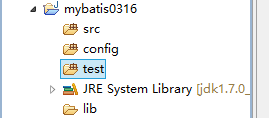 mybatis0316
src
config
test
JRE System Library [jdk1.7.0_
lib